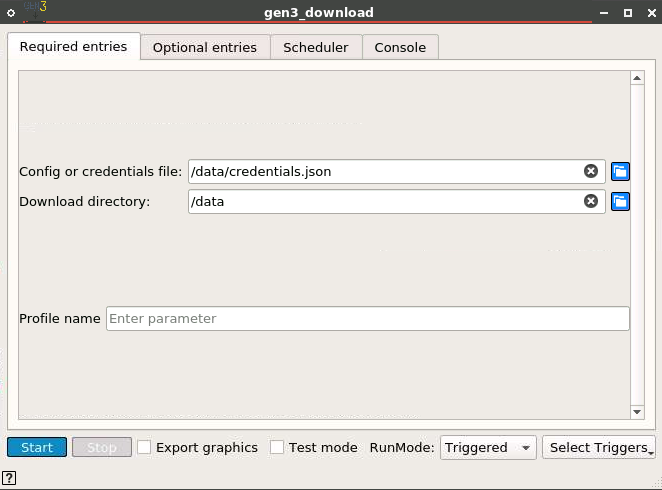 GEN3
gen3_download
Required entries Optional entries Scheduler Console
Config or credentials file: /data/credentials.json
Download directory: /data
Profile name Enter parameter
Start Stop Export graphics Test mode RunMode: Triggered Select Triggers
?